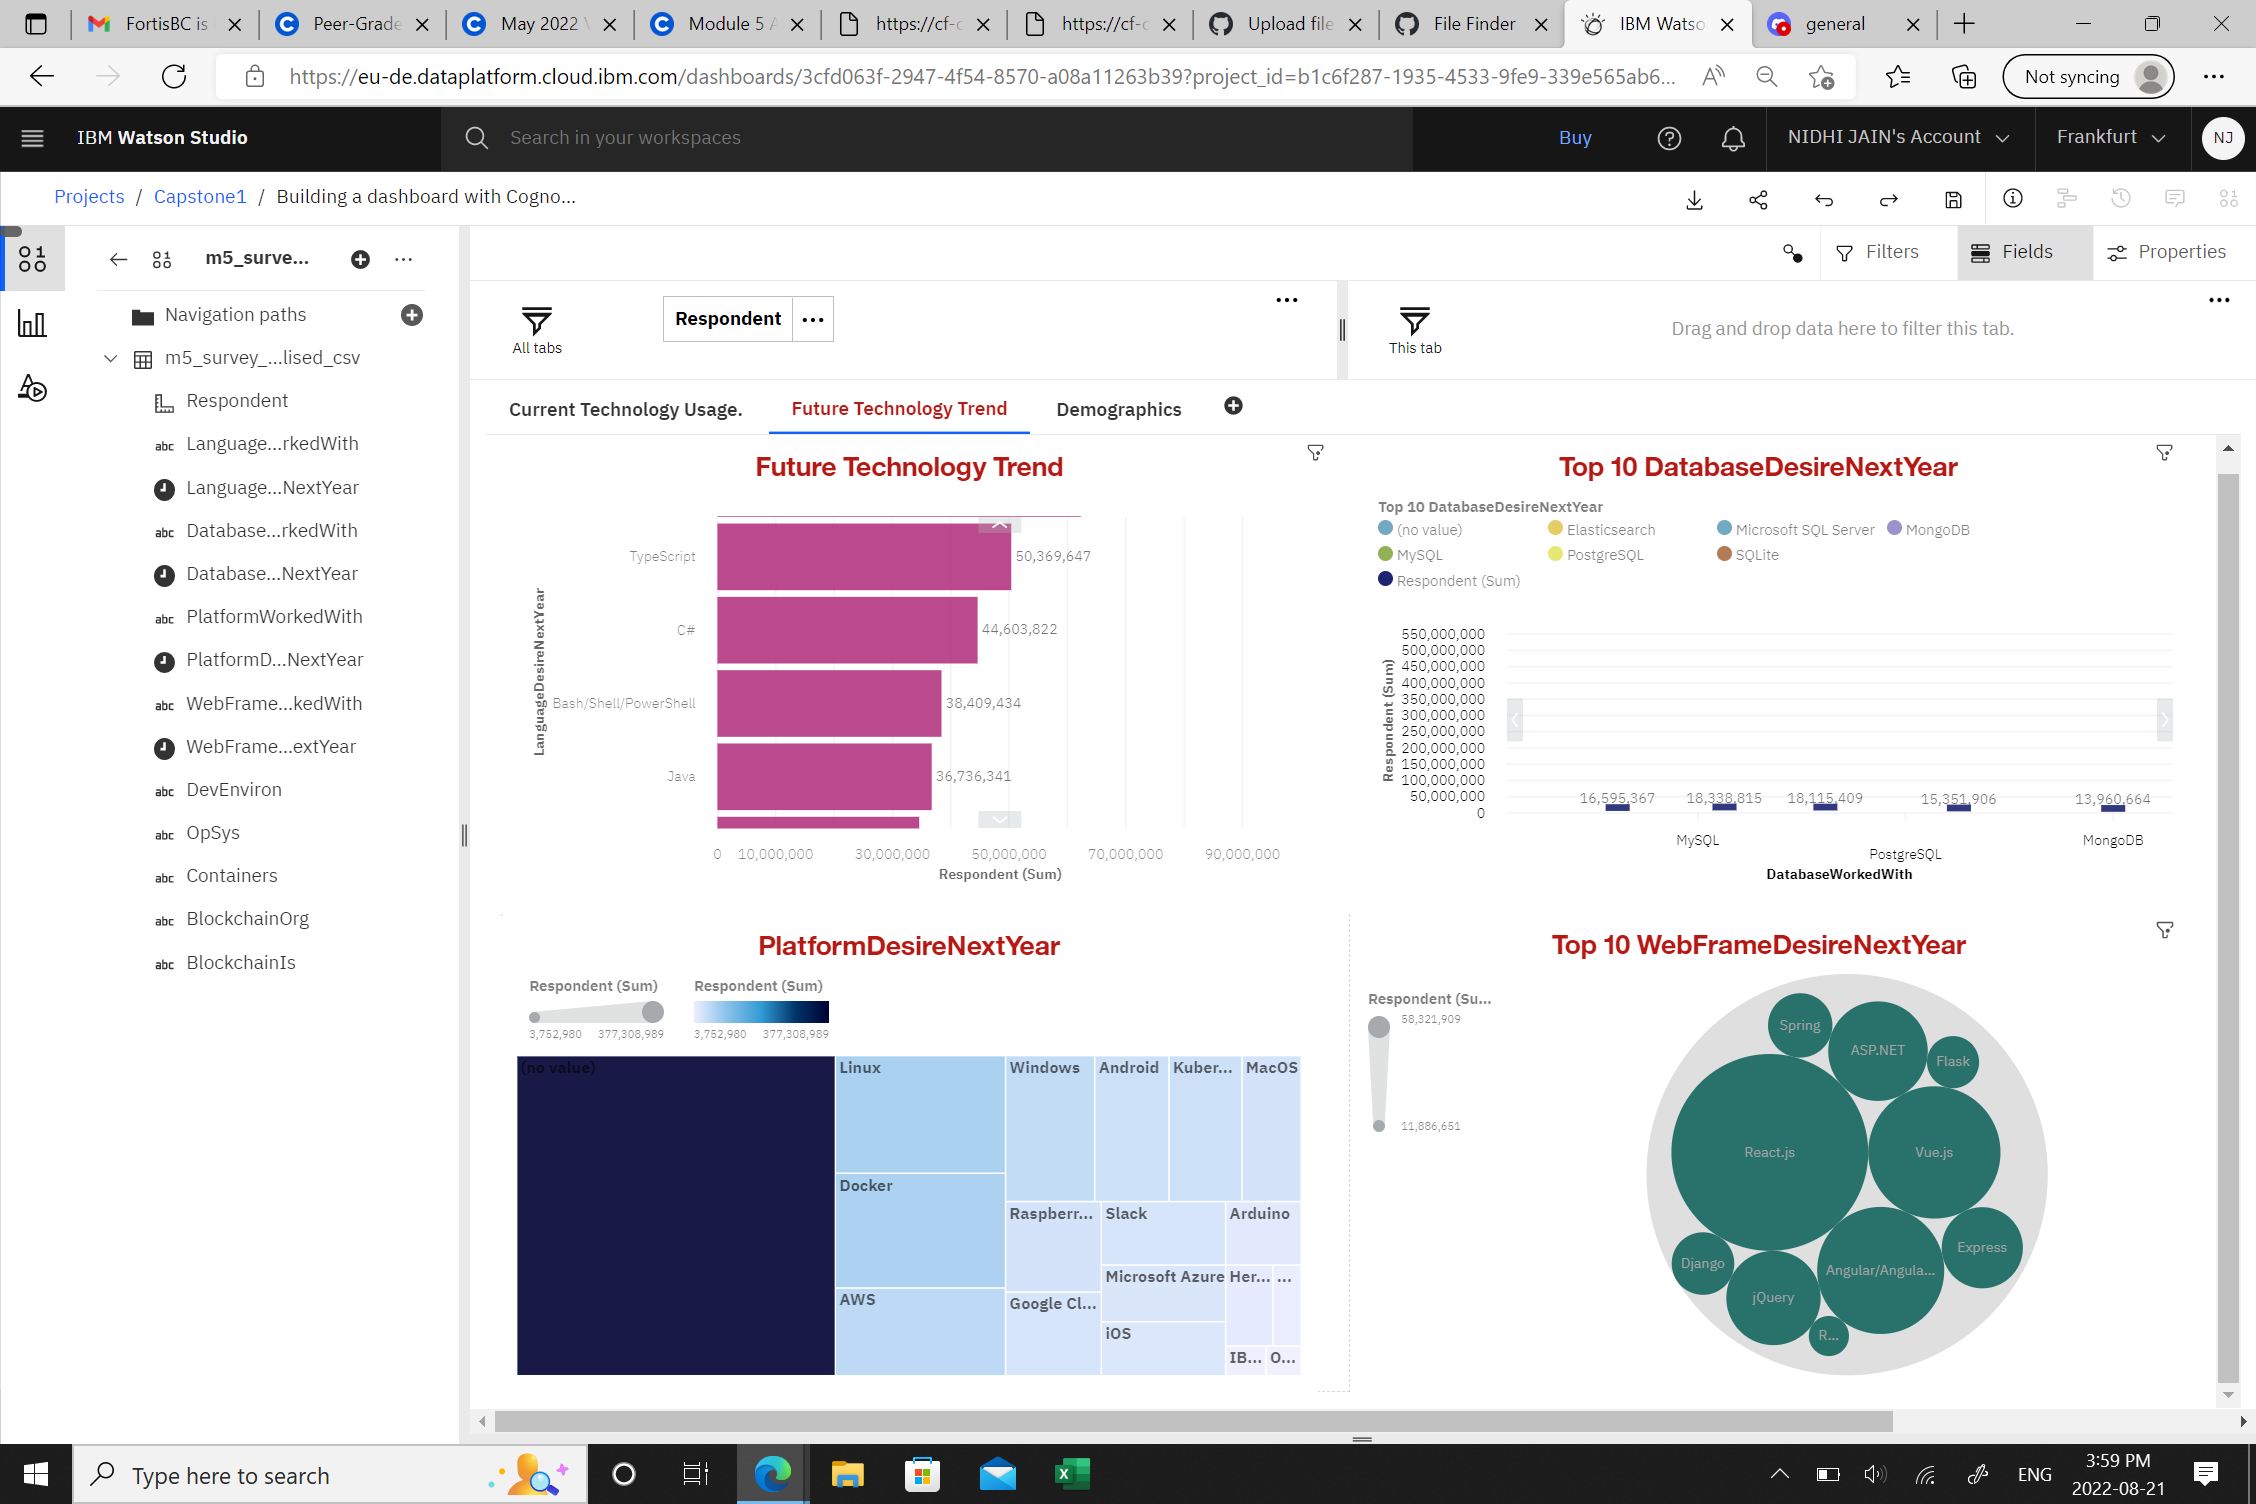 FortisBC is
Peer-Grade
May 2022
Module 5 A
https://cf-c
https://cf-c
Upload file
File Finder
IBM Watso
general
https://eu-de.dataplatform.cloud.ibm.com/dashboards/3cfd063f-2947-4f54-8570-a08a11263b39?project_id=b1c6f287-1935-4533-9fe9-339e565ab6...
Not syncing
IBM Watson Studio
Search in your workspaces
Buy
NIDHI JAIN's Account
Frankfurt
NJ
Projects / Capstone1 / Building a dashboard with Cogno...
m5_surve...
Filters
Fields
Properties
Navigation paths
m5_survey_...lised_csv
Respondent
abc Language...rkedWith
Language...NextYear
abc Database...rkedWith
Database...NextYear
abc PlatformWorkedWith
PlatformD...NextYear
abc WebFrame...kedWith
WebFrame...extYear
abc DevEnviron
abc OpSys
abc Containers
abc BlockchainOrg
abc BlockchainIs
All tabs
Respondent
This tab
Drag and drop data here to filter this tab.
Current Technology Usage.
Future Technology Trend
Demographics
Future Technology Trend
LanguageDesireNextYear
TypeScript
50,369,647
C#
44,603,822
Bash/Shell/PowerShell
38,409,434
Java
36,736,341
0
10,000,000
30,000,000
50,000,000
70,000,000
90,000,000
Respondent (Sum)
Top 10 DatabaseDesireNextYear
Top 10 DatabaseDesireNextYear
(no value)
Elasticsearch
Microsoft SQL Server
MongoDB
MySQL
PostgreSQL
SQLite
Respondent (Sum)
Respondent (Sum)
550,000,000
500,000,000
450,000,000
400,000,000
350,000,000
300,000,000
250,000,000
200,000,000
150,000,000
100,000,000
50,000,000
0
16,595,367
18,338,815
18,115,409
15,351,906
13,960,664
MySQL
PostgreSQL
MongoDB
DatabaseWorkedWith
PlatformDesireNextYear
Respondent (Sum)
3,752,980
377,308,989
Respondent (Sum)
3,752,980
377,308,989
(no value)
Linux
Docker
AWS
Windows
Android
Kuber...
MacOS
Raspberr...
Slack
Arduino
Google Cl...
Microsoft Azure
Her...
...
iOS
IB...
O...
Top 10 WebFrameDesireNextYear
Respondent (Su...
58,321,909
11,886,651
Spring
ASP.NET
Flask
React.js
Vue.js
Express
Django
Angular/Angula...
jQuery
R...
Type here to search
ENG
3:59 PM
2022-08-21